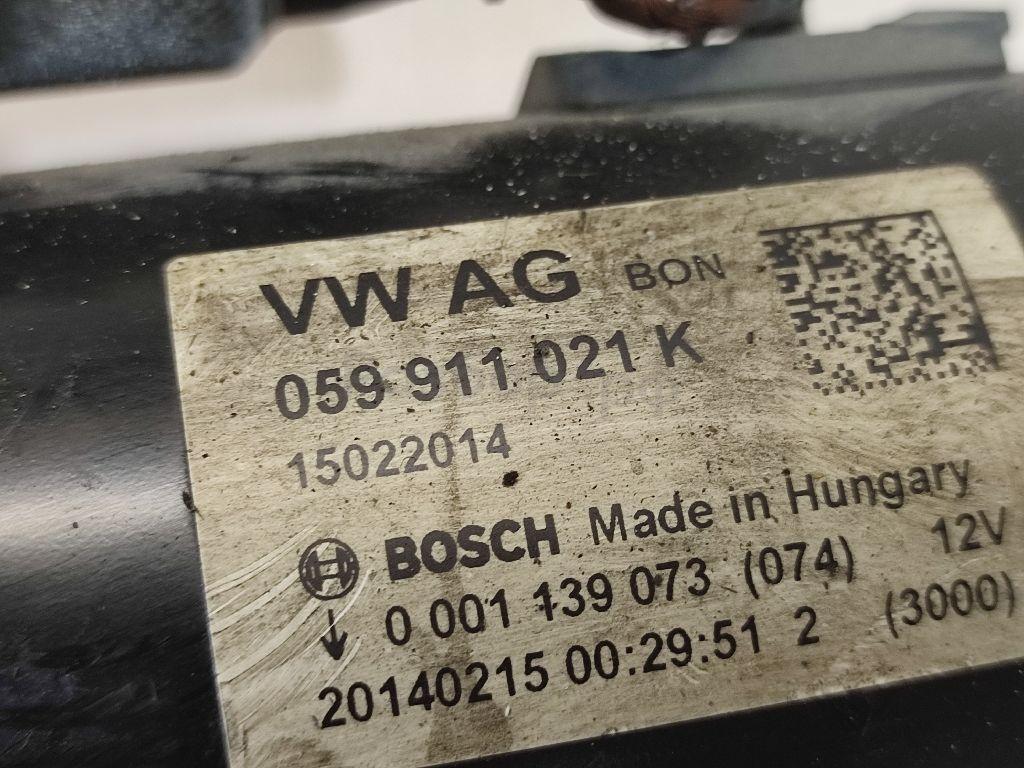 VW AG BON
059 911 021 K
15022014
BOSCH Made in Hungary
0 001 139 073 (074) 12V
20140215 00:29:51 2 (3000)